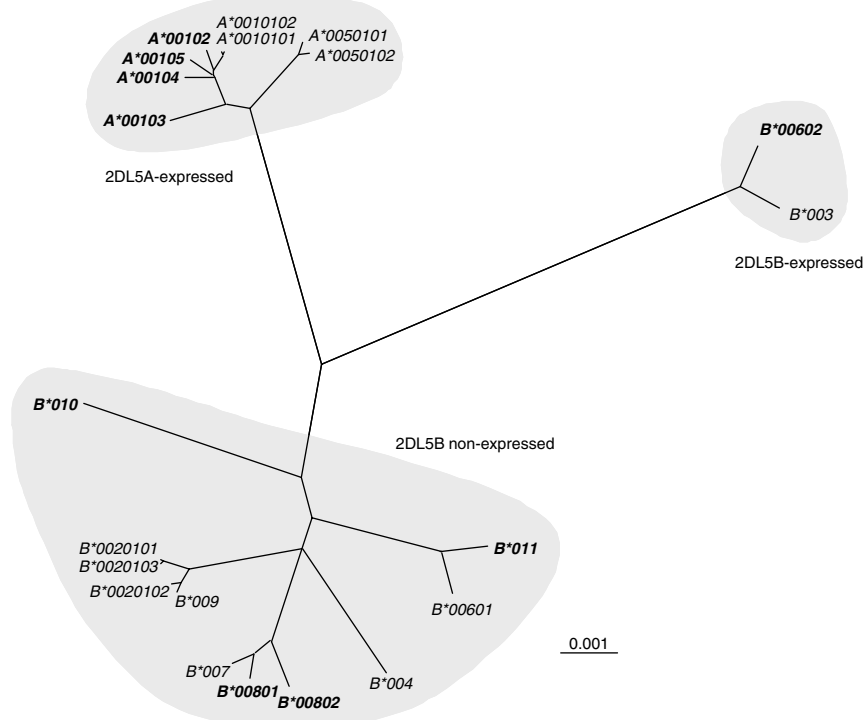 A*0010102
A*00102 A*0010101
A*0050101
A*00105
A*0050102
A*00104
A*00103
B*00602
2DL5A-expressed
B*003
2DL5B-expressed
B*010
2DL5B non-expressed
B*0020101
B*011
B*0020103
B*0020102
B*009
B*00601
0.001
B*007
B*004
B*00801
B*00802